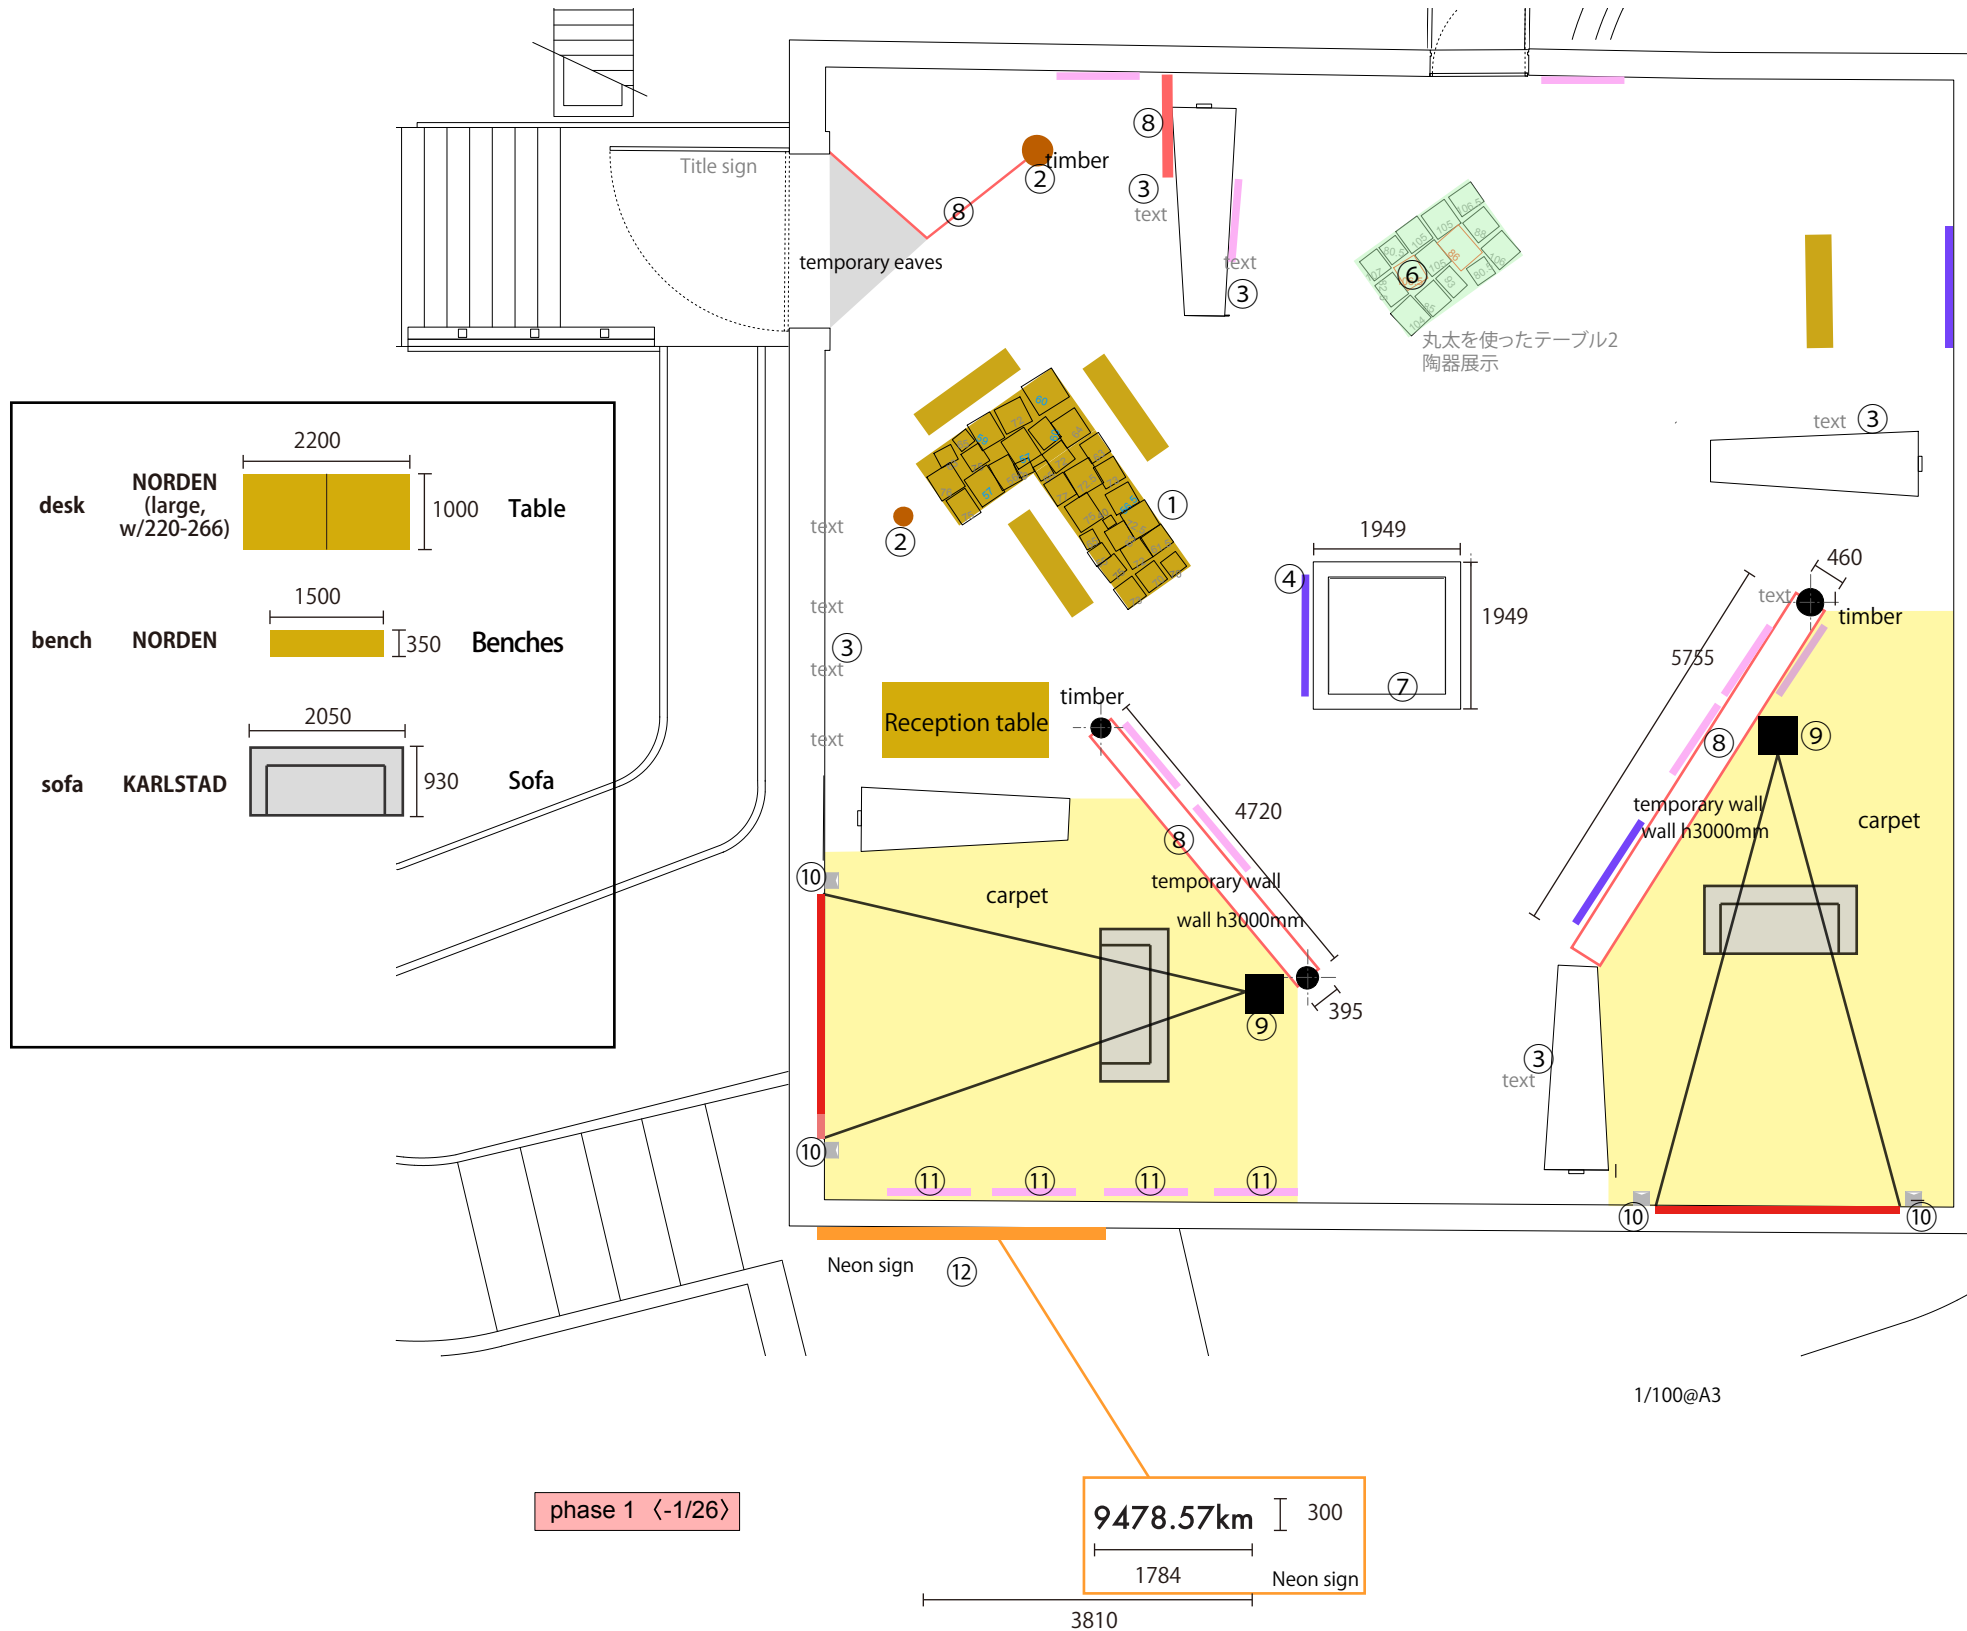 Title sign
timber
②
⑧
temporary eaves
⑧
③
text
text
③
⑥
丸太を使ったテーブル2
陶器展示
text
③
2200
desk
NORDEN
(large,
w/220-266)
1000
Table
1500
bench
NORDEN
350
Benches
2050
sofa
KARLSTAD
930
Sofa
①
②
text
text
③
text
text
Reception table
timber
1949
④
1949
⑦
460
text
timber
5755
⑧
⑨
temporary wall
wall h3000mm
carpet
4720
⑧
temporary wall
wall h3000mm
⑩
carpet
⑨
395
③
text
⑩
⑪
⑪
⑪
⑪
⑩
⑩
Neon sign
⑫
1/100@A3
phase 1 〈-1/26〉
9478.57km
300
1784
Neon sign
3810